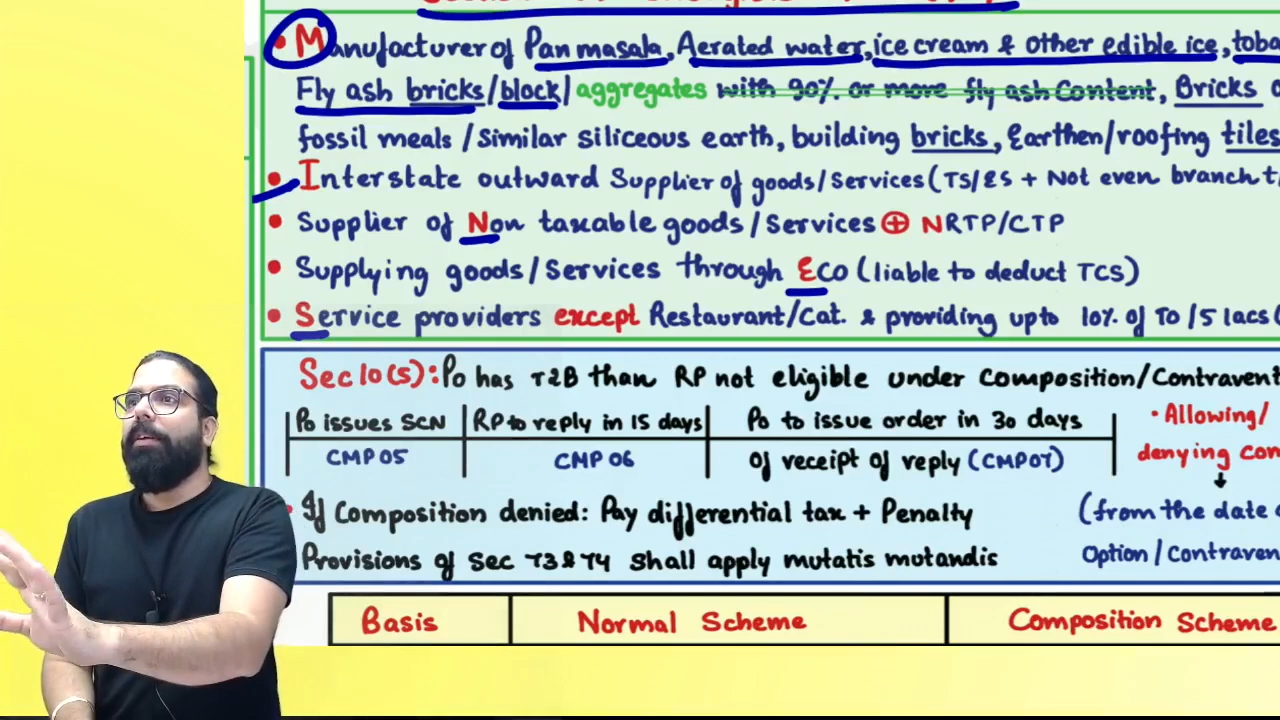 • Manufacturer of Pan masala, Aerated water, ice cream & other edible ice, toba
Fly ash bricks/block/ aggregates with 90% or more fly ash Content, Bricks
fossil meals / Similar siliceous earth, building bricks, Earthen/roofing tiles
• Interstate outward Supplier of goods/Services (TS/ES + Not even branch t/
• Supplier of Non taxable goods/Services ⊕ NRTP/CTP
• Supplying goods/Services through ECO (liable to deduct TCS)
• Service providers except Restaurant/Cat. & providing upto 10% of TO /5 lacs (
Sec 10(5): PO has R2B than RP not eligible under composition/Contravent
PO issues SCN
RP to reply in 15 days
PO to issue order in 30 days
CMP 05
CMP 06
of receipt of reply (CMP07)
• Allowing/
denying com
(from the date
Option / Contraven
• If Composition denied: Pay differential tax + Penalty
Provisions of Sec 73 & 74 shall apply mutatis mutandis
Basis
Normal Scheme
Composition Scheme